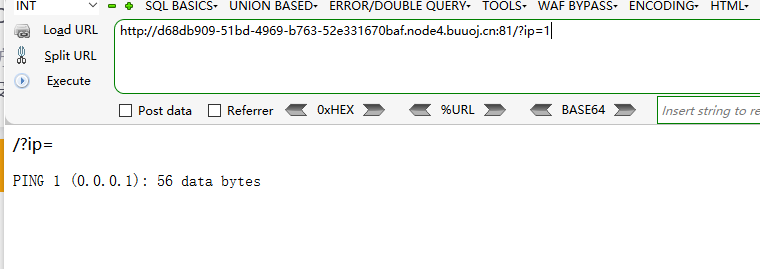 INT SQL BASICS UNION BASED ERROR/DOUBLE QUERY TOOLS WAF BYPASS ENCODING HTML
Load URL
http://d68db909-51bd-4969-b763-52e331670baf.node4.buuoj.cn:81/?ip=1
Split URL
Execute
Post data Referrer 0xHEX %URL BASE64 Insert string to re
/?ip=
PING 1 (0.0.0.1): 56 data bytes